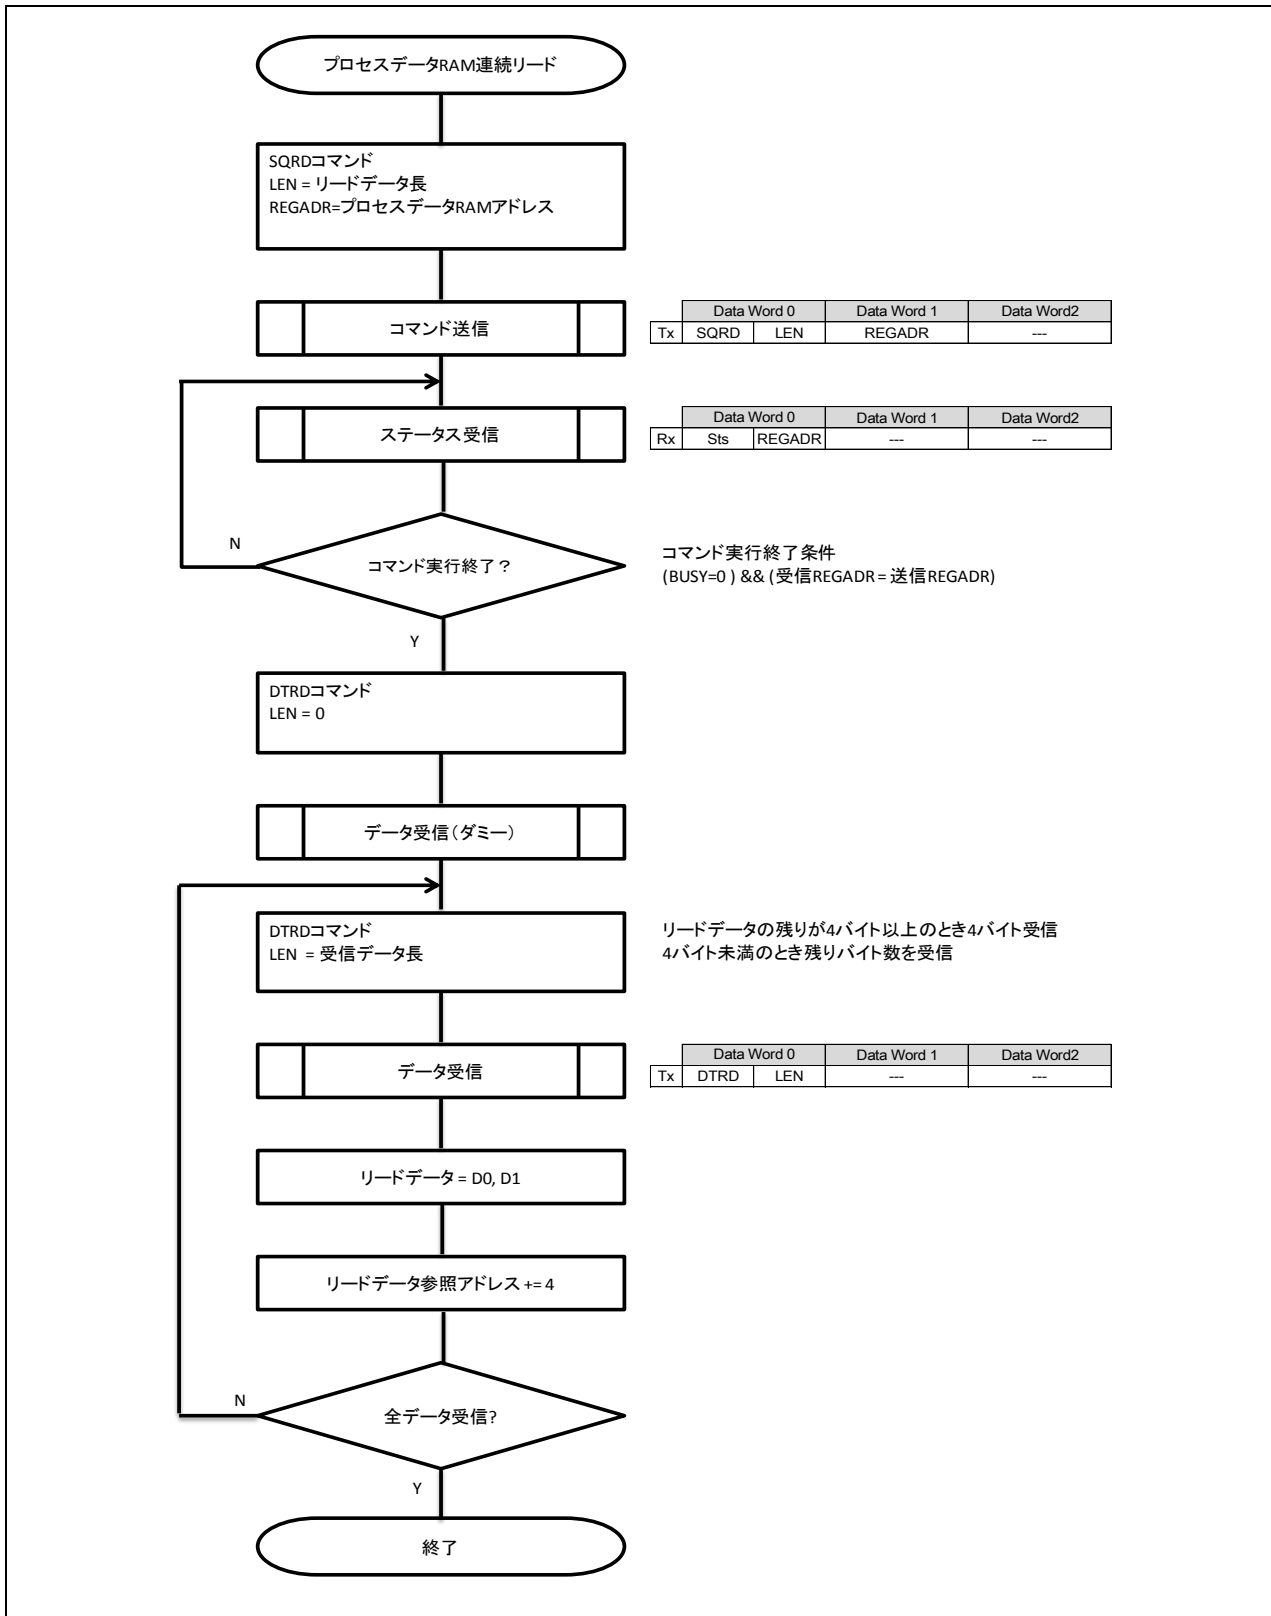 プロセスデータRAM連続リード
SQRDコマンド
LEN = リードデータ長
REGADR=プロセスデータRAMアドレス
コマンド送信
Data Word 0 Data Word 1 Data Word2
Tx SQRD LEN REGADR ---
ステータス受信
Data Word 0 Data Word 1 Data Word2
Rx Sts REGADR --- ---
N
コマンド実行終了？
コマンド実行終了条件
(BUSY=0 ) && (受信REGADR = 送信REGADR)
Y
DTRDコマンド
LEN = 0
データ受信（ダミー）
DTRDコマンド
LEN = 受信データ長
リードデータの残りが4バイト以上のとき4バイト受信
4バイト未満のとき残りバイト数を受信
データ受信
Data Word 0 Data Word 1 Data Word2
Tx DTRD LEN --- ---
リードデータ = D0, D1
リードデータ参照アドレス += 4
N
全データ受信?
Y
終了